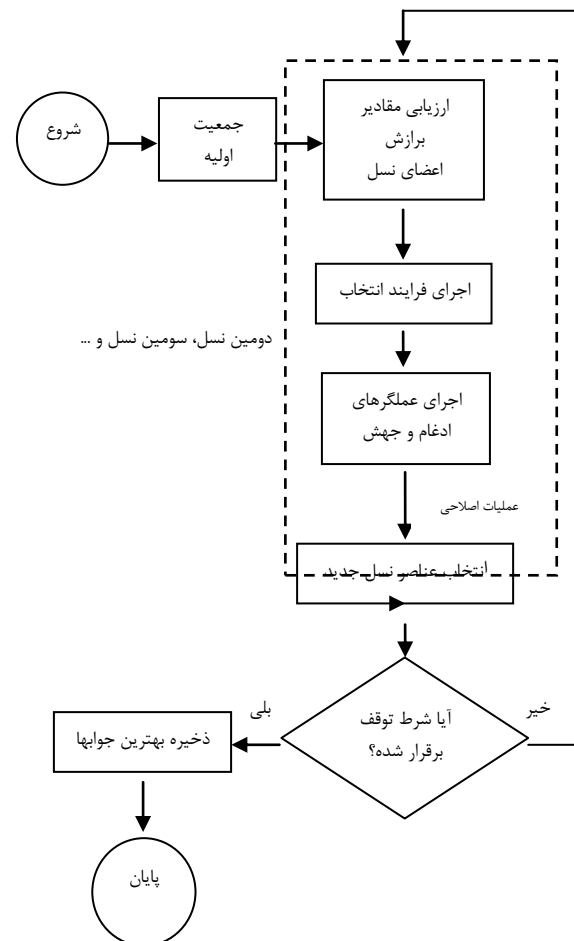 شروع
جمعیت
اولیه
ارزیابی مقادیر
برازش
اعضای نسل
اجرای فرایند انتخاب
دومین نسل، سومین نسل و ...
اجرای عملگرهای
ادغام و جهش
عملیات اصلاحی
انتخاب عناصر نسل جدید
آیا شرط توقف
برقرار شده؟
خیر
بلی
ذخیره بهترین جوابها
پایان